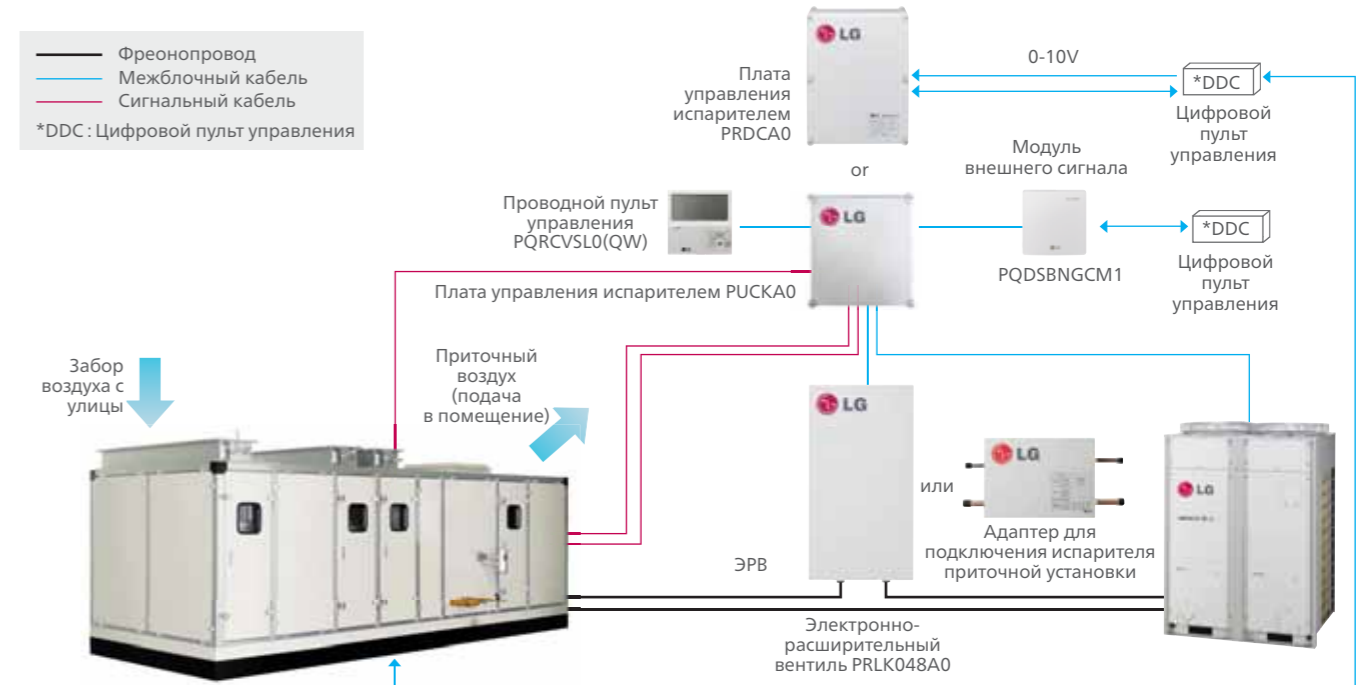 Фреонопровод
Межблочный кабель
Сигнальный кабель
*DDC : Цифровой пульт управления
LG
Плата
управления
испарителем
PRDCA0
0-10V
*DDC
Цифровой
пульт
управления
or
Модуль
внешнего сигнала
Проводной пульт
управления
PQRCVSL0(QW)
LG
*DDC
PQDSBNGCM1
Цифровой
пульт
управления
Плата управления испарителем PUCKA0
Забор
воздуха с
улицы
Приточный
воздух
(подача
в помещение)
LG
или
LG
Адаптер для
подключения испарителя
приточной установки
LG
ЭРВ
Электронно-
расширительный
вентиль PRLK048A0